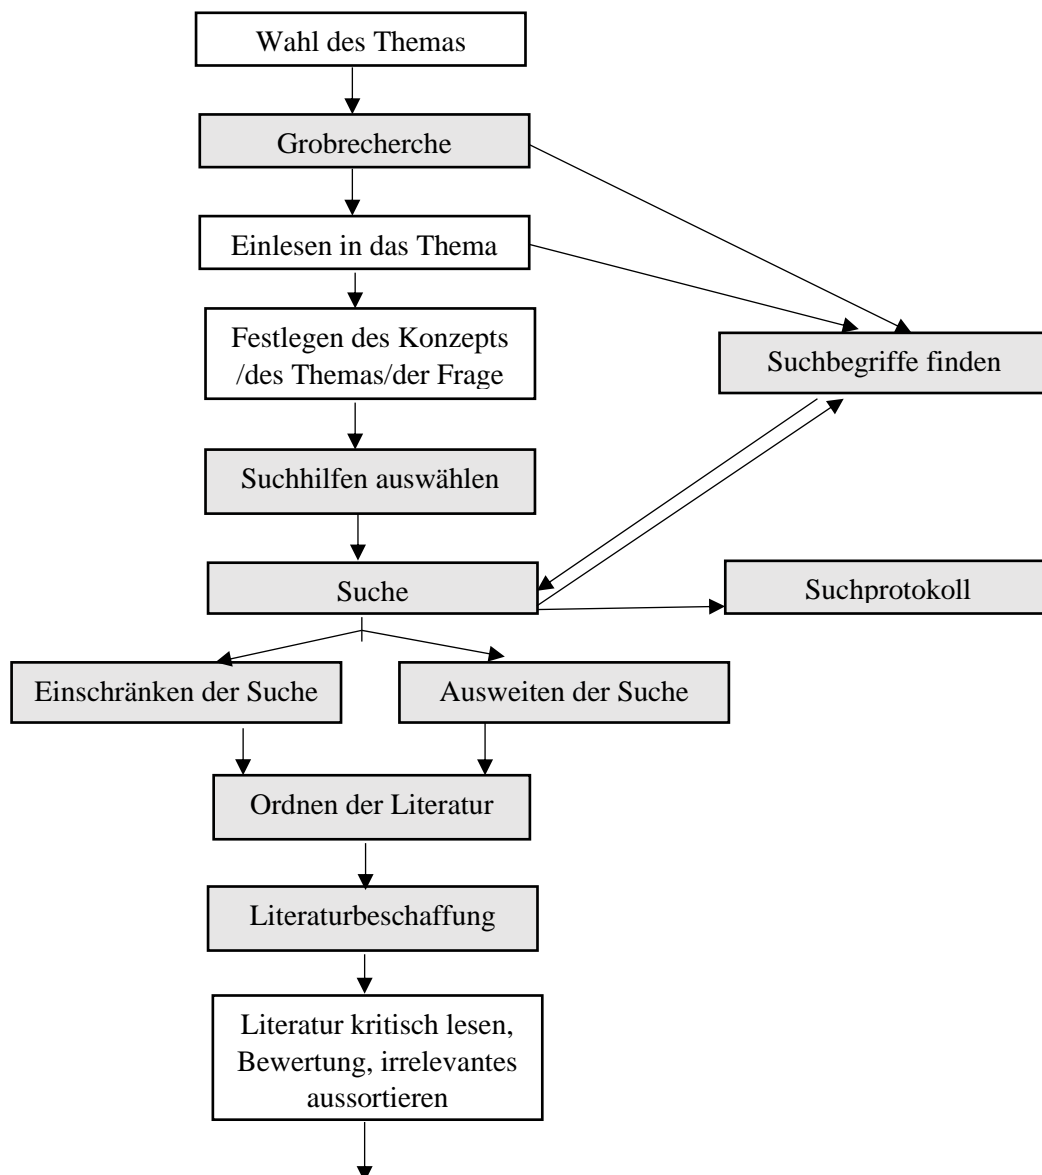 Wahl des Themas
Grobrecherche
Einlesen in das Thema
Festlegen des Konzepts
/des Themas/der Frage
Suchbegriffe finden
Suchhilfen auswählen
Suche
Suchprotokoll
Einschränken der Suche
Ausweiten der Suche
Ordnen der Literatur
Literaturbeschaffung
Literatur kritisch lesen,
Bewertung, irrelevantes
aussortieren